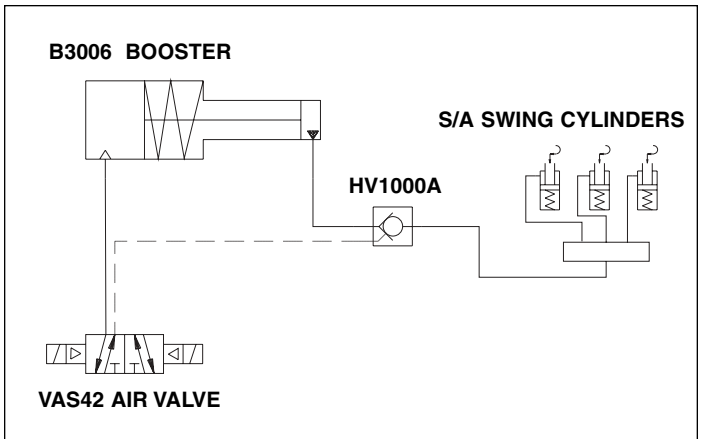 B3006 BOOSTER
S/A SWING CYLINDERS
HV1000A
VAS42 AIR VALVE